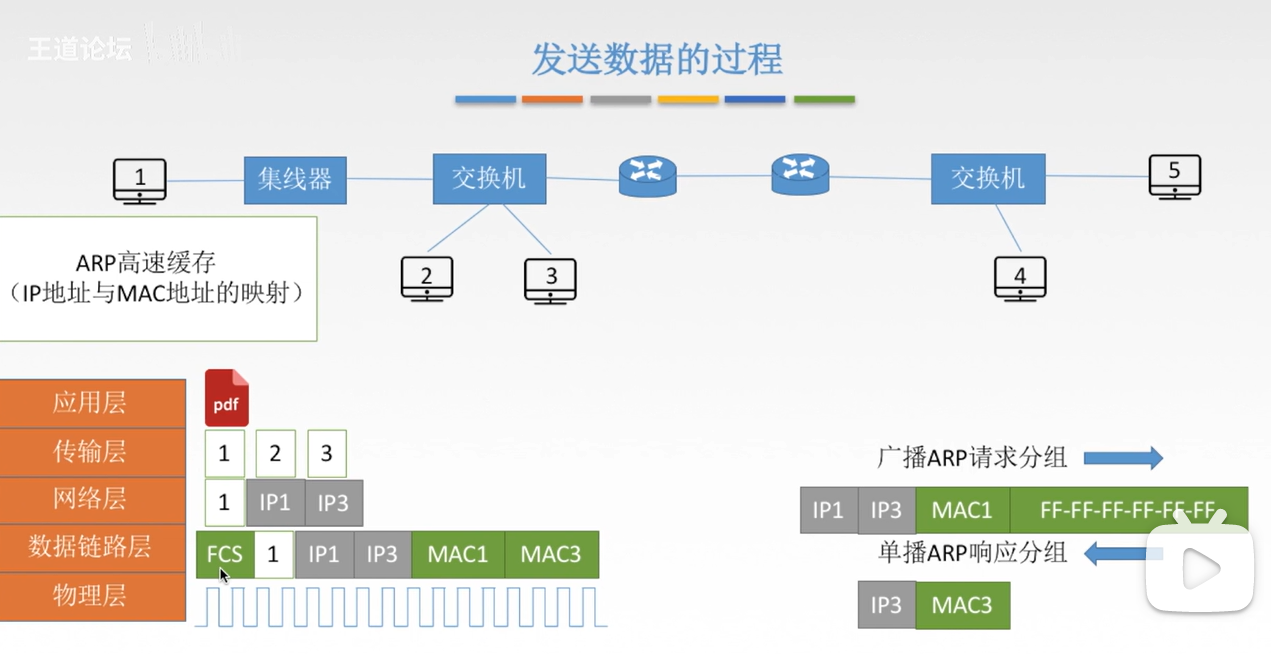 王道论坛
发送数据的过程
1
集线器
交换机
交换机
5
2
3
4
ARP高速缓存
（IP地址与MAC地址的映射）
应用层
pdf
传输层
1 2 3
网络层
1 IP1 IP3
数据链路层
FCS 1 IP1 IP3 MAC1 MAC3
物理层
广播ARP请求分组
IP1 IP3 MAC1 FF-FF-FF-FF-FF-FF
单播ARP响应分组
IP3 MAC3